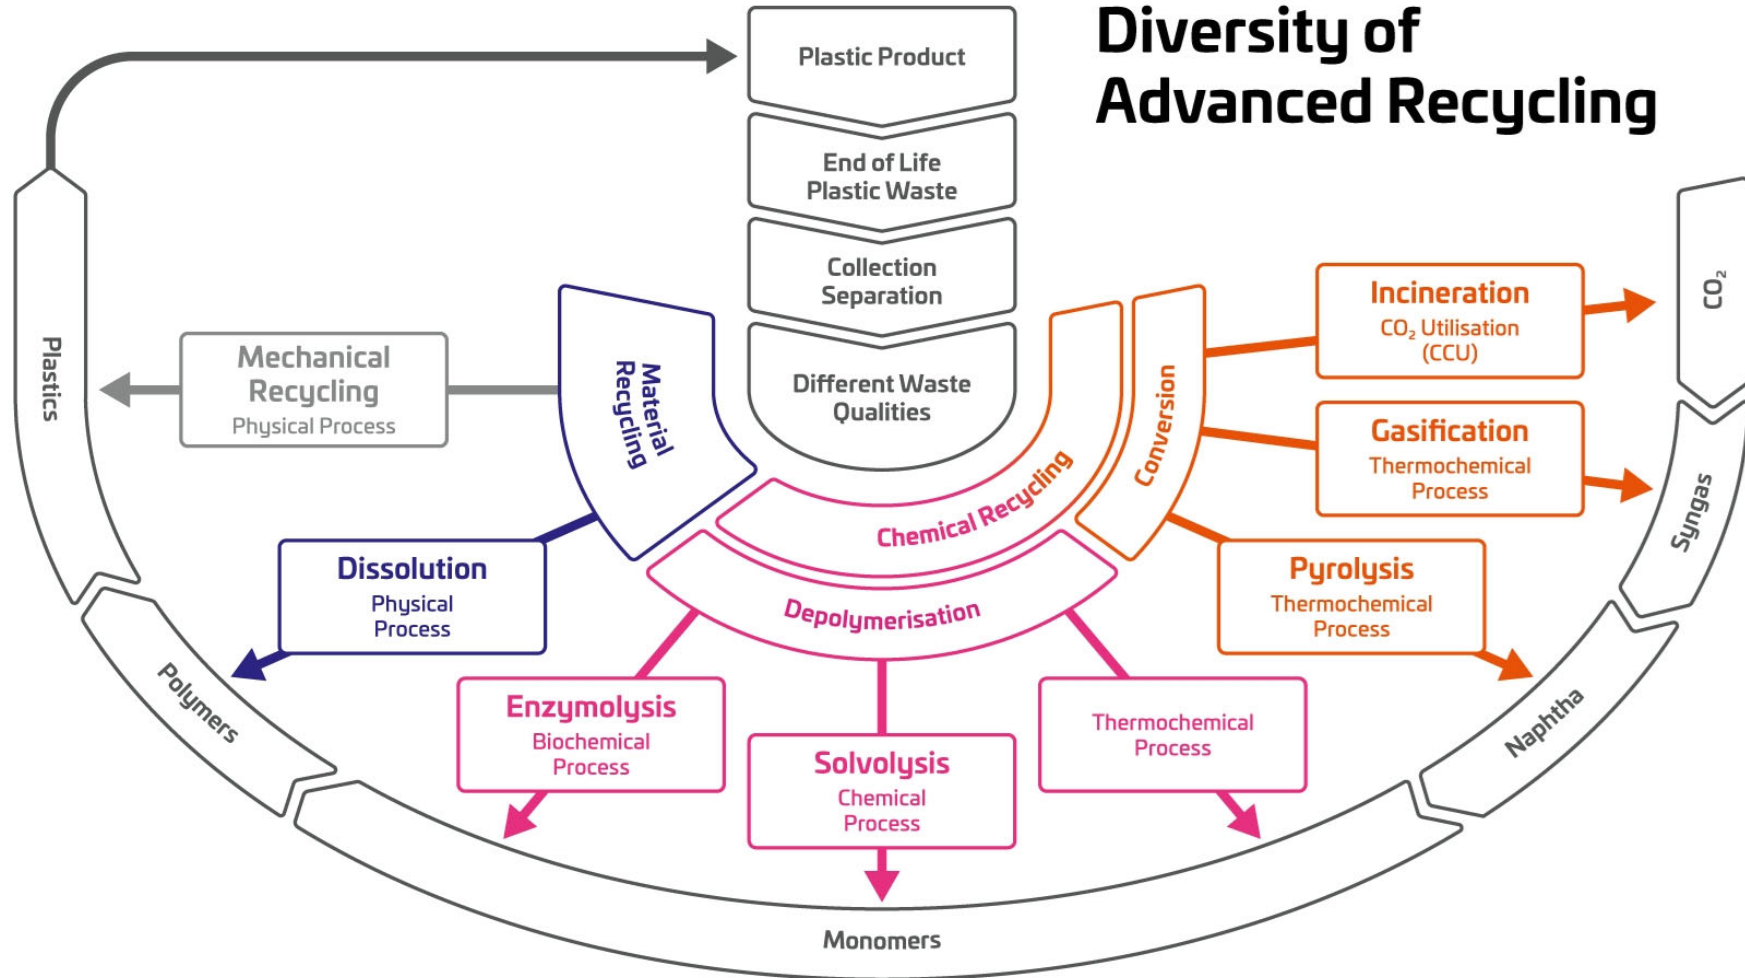 Diversity of
Advanced Recycling
Plastic Product
End of Life
Plastic Waste
Collection
Separation
Different Waste
Qualities
Material
Recycling
Chemical Recycling
Conversion
Depolymerisation
Mechanical
Recycling
Physical Process
Dissolution
Physical
Process
Enzymolysis
Biochemical
Process
Solvolysis
Chemical
Process
Thermochemical
Process
Pyrolysis
Thermochemical
Process
Gasification
Thermochemical
Process
Incineration
CO₂ Utilisation
(CCU)
Plastics
Polymers
Monomers
Naphtha
Syngas
CO₂